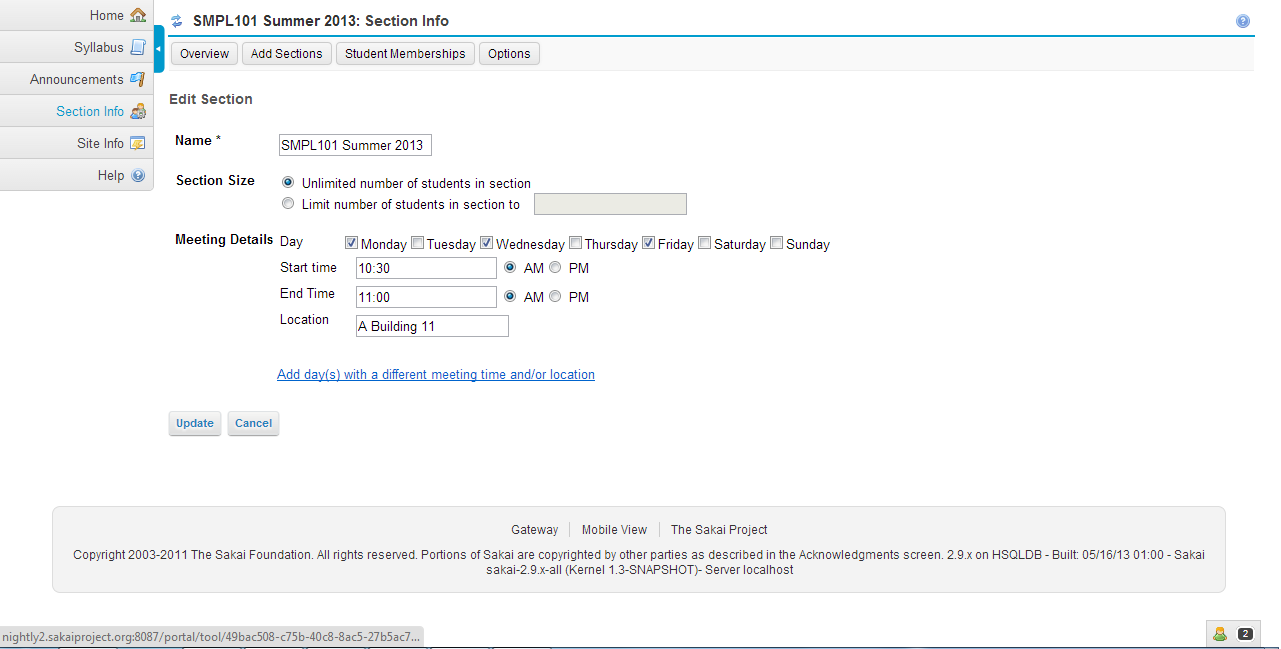 Home
Syllabus
Announcements
Section Info
Site Info
Help
SMPL101 Summer 2013: Section Info
Overview Add Sections Student Memberships Options
Edit Section
Name * SMPL101 Summer 2013
Section Size Unlimited number of students in section
Limit number of students in section to
Meeting Details Day Monday Tuesday Wednesday Thursday Friday Saturday Sunday
Start time 10:30 AM PM
End Time 11:00 AM PM
Location A Building 11
Add day(s) with a different meeting time and/or location
Update Cancel
Gateway Mobile View The Sakai Project
Copyright 2003-2011 The Sakai Foundation. All rights reserved. Portions of Sakai are copyrighted by other parties as described in the Acknowledgments screen. 2.9.x on HSQLDB - Built: 05/16/13 01:00 - Sakai
sakai-2.9.x-all (Kernel 1.3-SNAPSHOT)- Server localhost
nightly2.sakaiproject.org:8087/portal/tool/49bac508-c75b-40c8-8ac5-27b5ac7...
2